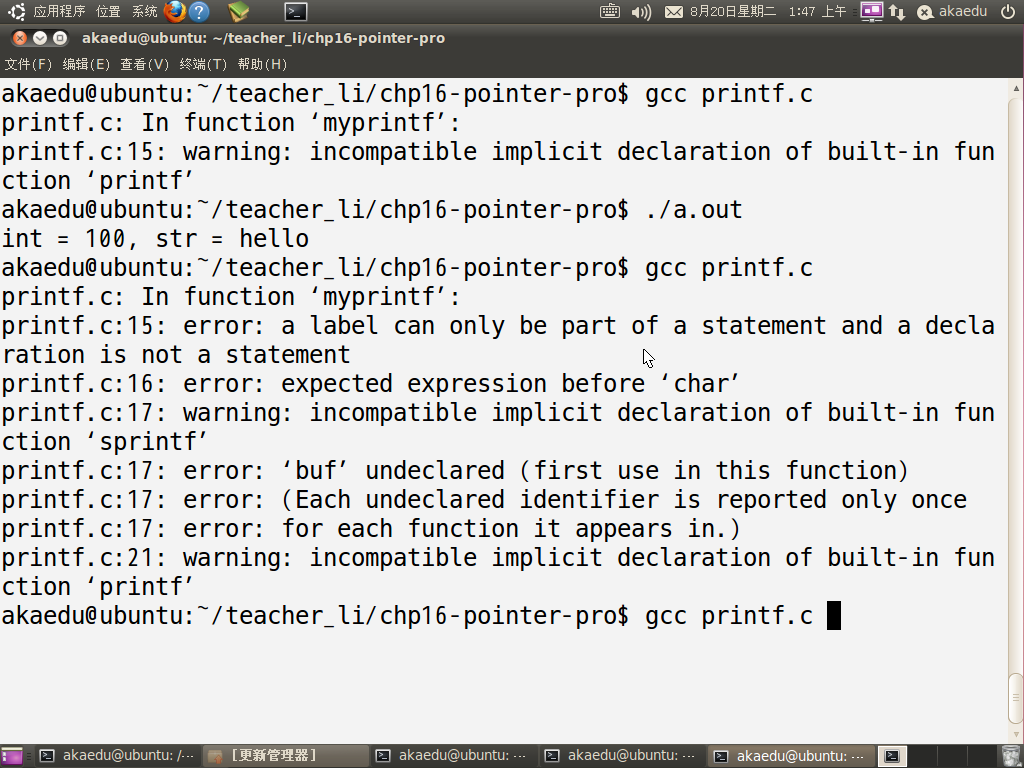 应用程序 位置 系统 8月20日星期二 1:47 上午 akaedu
akaedu@ubuntu: ~/teacher_li/chp16-pointer-pro
文件(F) 编辑(E) 查看(V) 终端(T) 帮助(H)
akaedu@ubuntu:~/teacher_li/chp16-pointer-pro$ gcc printf.c
printf.c: In function ‘myprintf’:
printf.c:15: warning: incompatible implicit declaration of built-in fun
ction ‘printf’
akaedu@ubuntu:~/teacher_li/chp16-pointer-pro$ ./a.out
int = 100, str = hello
akaedu@ubuntu:~/teacher_li/chp16-pointer-pro$ gcc printf.c
printf.c: In function ‘myprintf’:
printf.c:15: error: a label can only be part of a statement and a decla
ration is not a statement
printf.c:16: error: expected expression before ‘char’
printf.c:17: warning: incompatible implicit declaration of built-in fun
ction ‘sprintf’
printf.c:17: error: ‘buf’ undeclared (first use in this function)
printf.c:17: error: (Each undeclared identifier is reported only once
printf.c:17: error: for each function it appears in.)
printf.c:21: warning: incompatible implicit declaration of built-in fun
ction ‘printf’
akaedu@ubuntu:~/teacher_li/chp16-pointer-pro$ gcc printf.c
akaedu@ubuntu: /··· [更新管理器] akaedu@ubuntu: ··· akaedu@ubuntu: ··· akaedu@ubuntu: ···